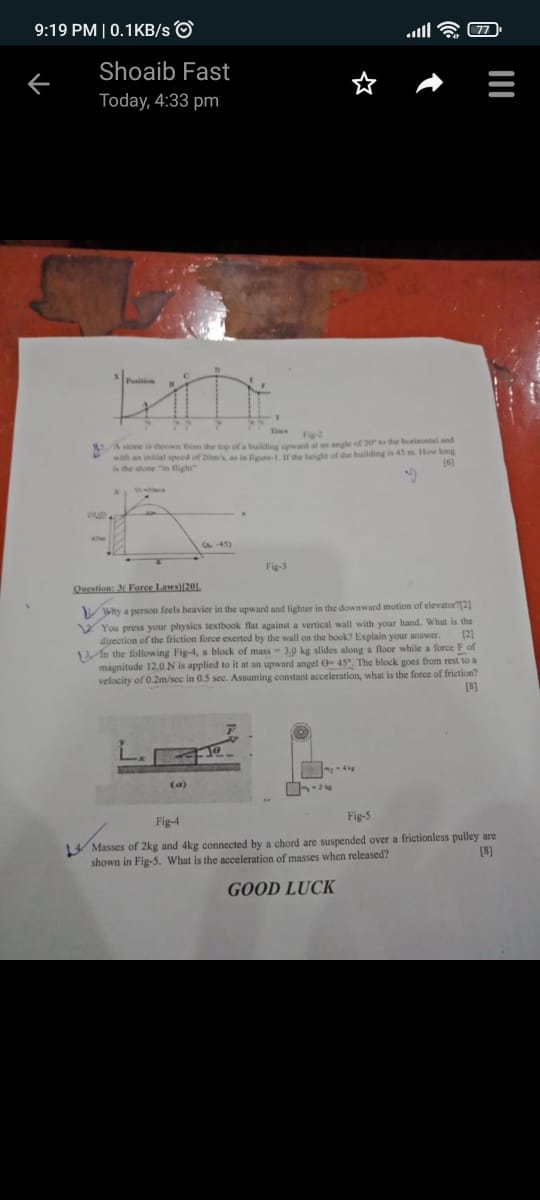 9:19 PM | 0.1KB/s
77
Shoaib Fast
Today, 4:33 pm
X
Position
A
B
C
D
E
F
T
Time
Fig-2
A stone is thrown from the top of a building upward at an angle of 30° to the horizontal and
with an initial speed of 20m/s, as in figure-1. If the height of the building is 45 m. How long
is the stone "in flight"
[6]
(0,0)
45m
x
-45)
Fig-3
Question: 3( Force Laws)[20].
1. Why a person feels heavier in the upward and lighter in the downward motion of elevator?[2]
2. You press your physics textbook flat against a vertical wall with your hand. What is the
direction of the friction force exerted by the wall on the book? Explain your answer. [2]
3. In the following Fig-4, a block of mass = 3.0 kg slides along a floor while a force F of
magnitude 12.0 N is applied to it at an upward angel Θ= 45°. The block goes from rest to a
velocity of 0.2m/sec in 0.5 sec. Assuming constant acceleration, what is the force of friction?
[8]
y
x
F
θ
(a)
m₂ = 4 kg
m₁ = 2 kg
Fig-4
Fig-5
4. Masses of 2kg and 4kg connected by a chord are suspended over a frictionless pulley are
shown in Fig-5. What is the acceleration of masses when released? [8]
GOOD LUCK